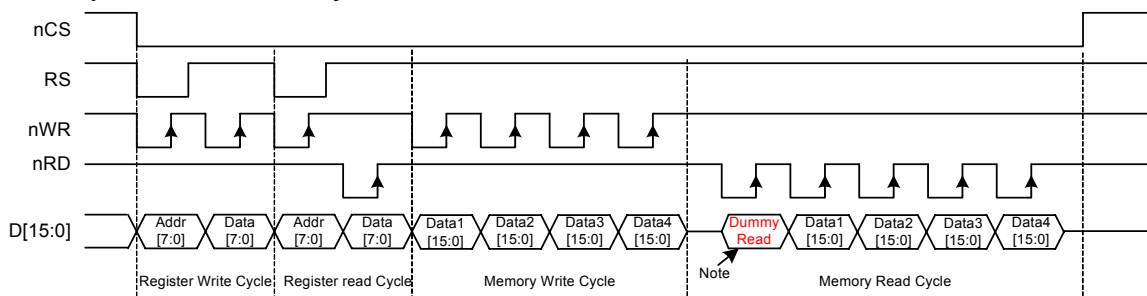 nCS
RS
nWR
nRD
D[15:0]
Addr
[7:0]
Data
[7:0]
Addr
[7:0]
Data
[7:0]
Data1
[15:0]
Data2
[15:0]
Data3
[15:0]
Data4
[15:0]
Dummy
Read
Data1
[15:0]
Data2
[15:0]
Data3
[15:0]
Data4
[15:0]
Note
Register Write Cycle
Register read Cycle
Memory Write Cycle
Memory Read Cycle